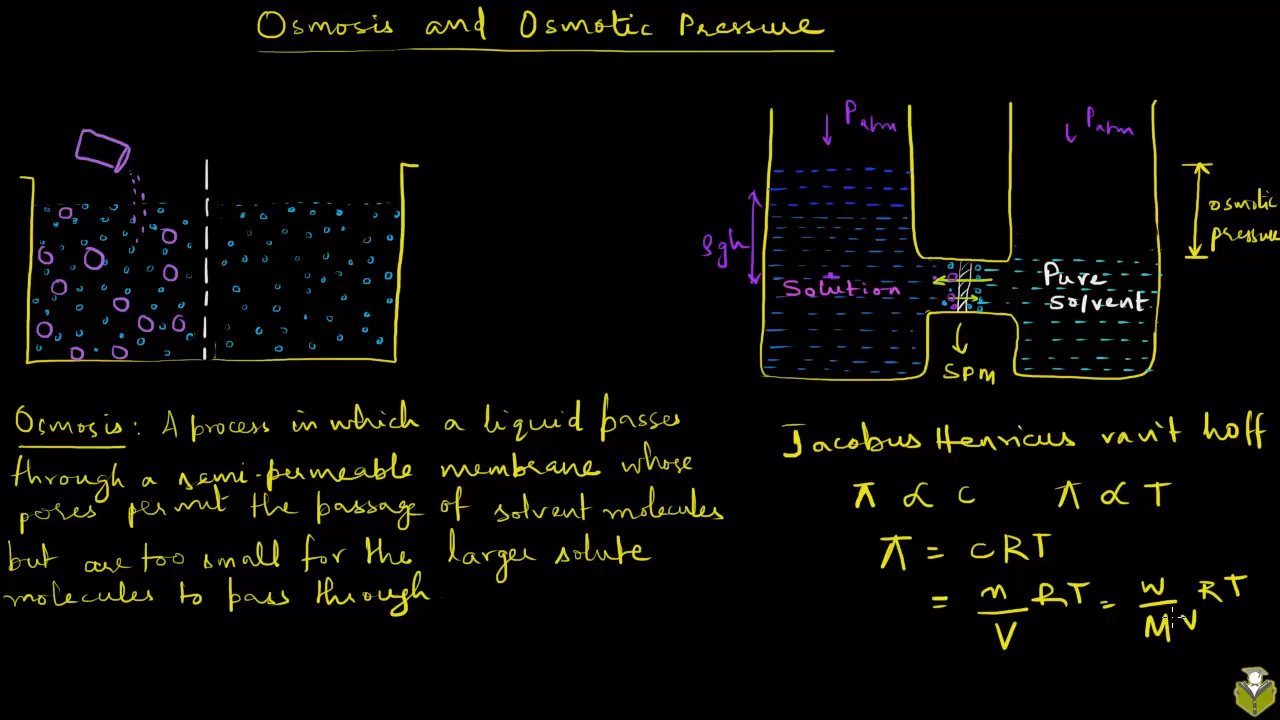 Osmosis and Osmotic Pressure
Patm
Patm
osmotic
pressure
ρgh
Solution
Pure
solvent
SPM
Osmosis: A process in which a liquid passes
through a semi-permeable membrane whose
pores permit the passage of solvent molecules
but are too small for the larger solute
molecules to pass through.
Jacobus Henricus van't hoff
π ∝ C π ∝ T
π = CRT
= n/V RT = W/MV RT